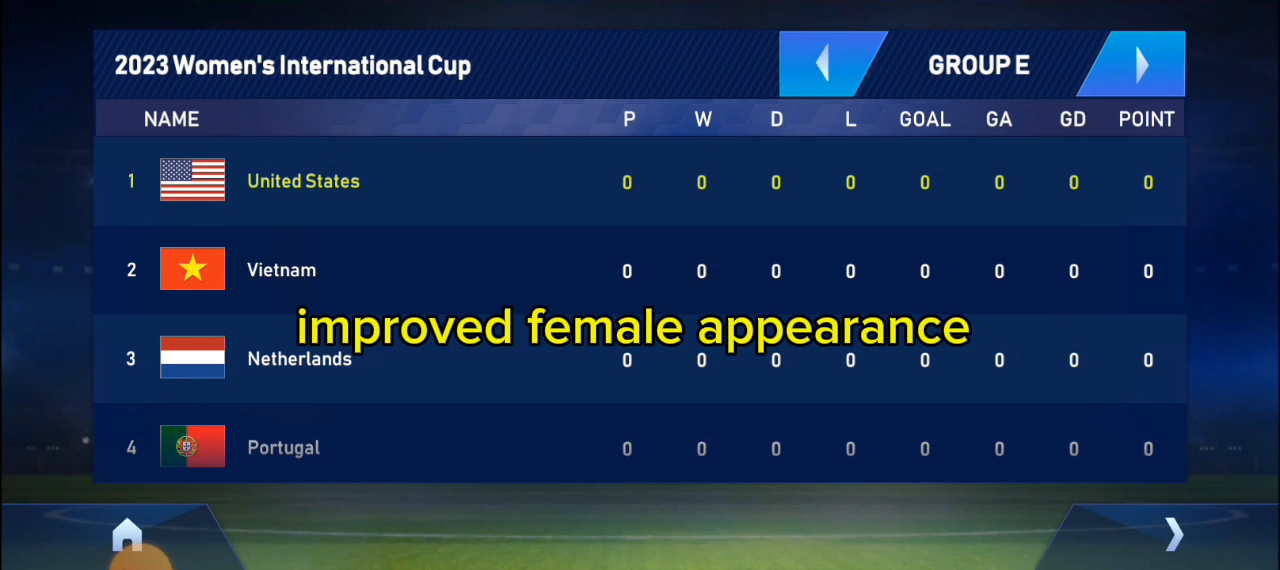 2023 Women's International Cup GROUP E
NAME P W D L GOAL GA GD POINT
1 United States 0 0 0 0 0 0 0 0
2 Vietnam 0 0 0 0 0 0 0 0
improved female appearance
3 Netherlands 0 0 0 0 0 0 0 0
4 Portugal 0 0 0 0 0 0 0 0